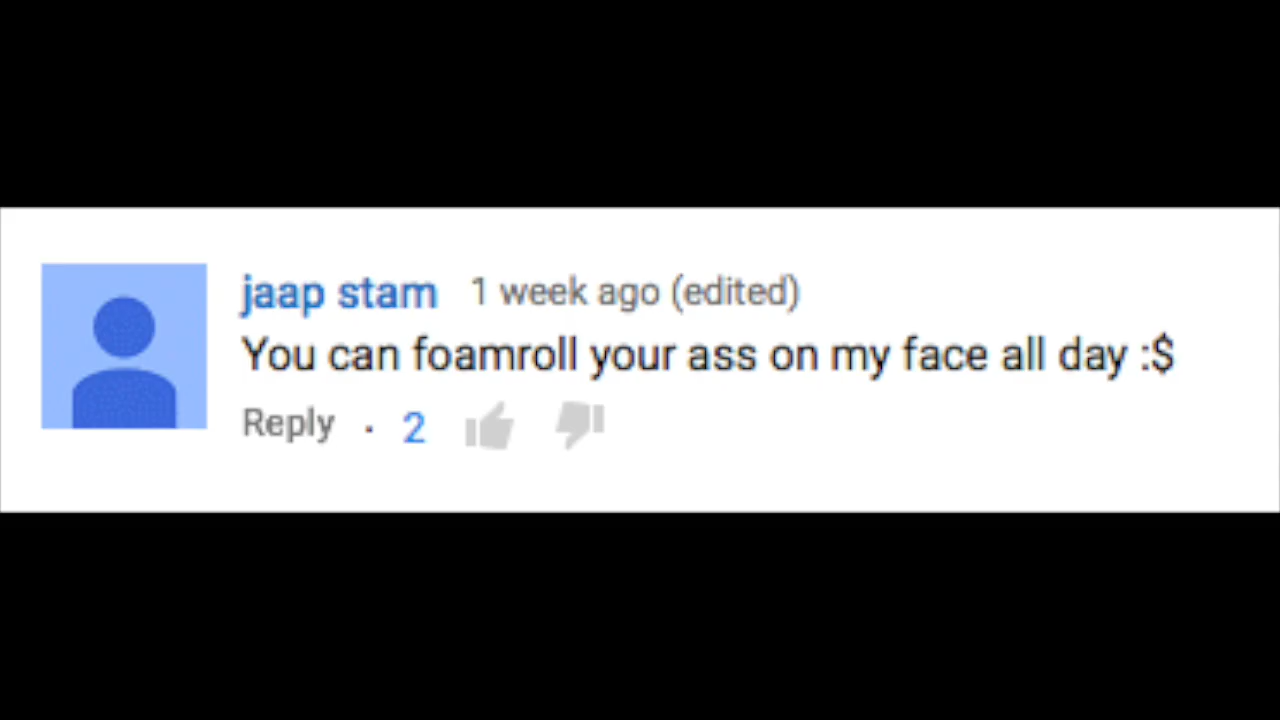 jaap stam 1 week ago (edited)
You can foamroll your ass on my face all day :$
Reply · 2